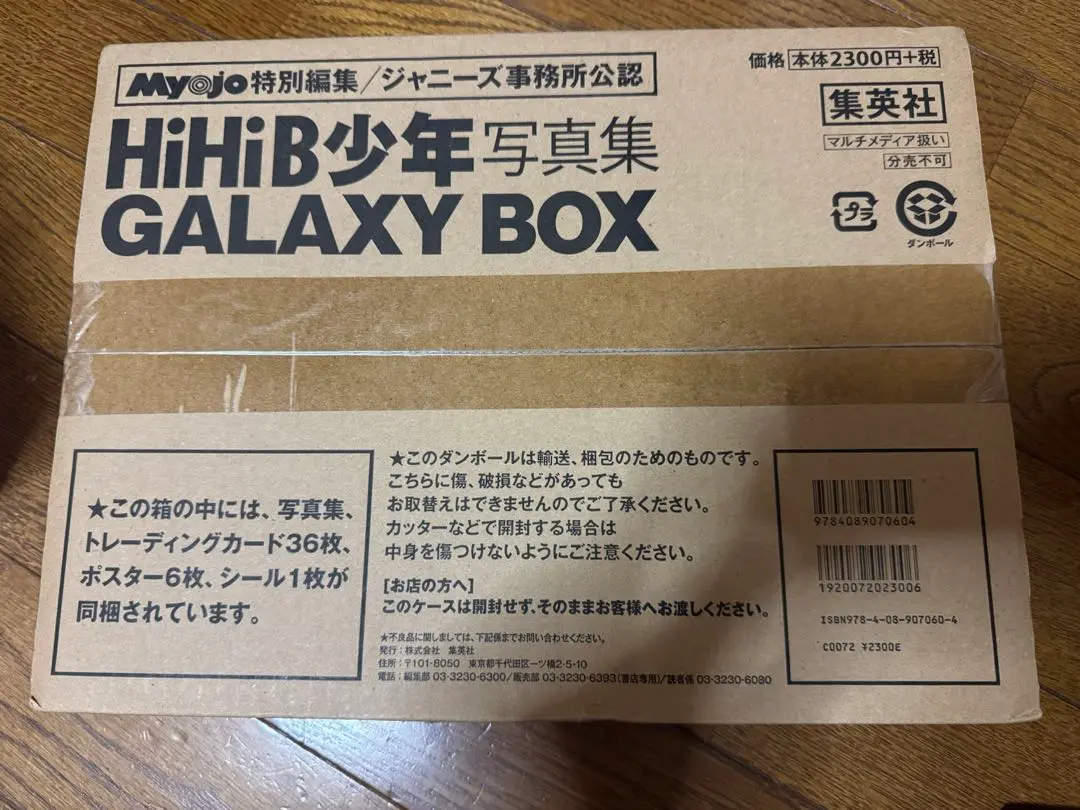 Myojo特別編集/ジャニーズ事務所公認
HiHiB少年写真集
GALAXY BOX
価格 本体2300円+税
集英社
マルチメディア扱い
分売不可
プラ
ダンボール
★この箱の中には、写真集、
トレーディングカード36枚、
ポスター6枚、シール1枚が
同梱されています。
★このダンボールは輸送、梱包のためのものです。
こちらに傷、破損などがあっても
お取替えはできませんのでご了承ください。
カッターなどで開封する場合は
中身を傷つけないようにご注意ください。
[お店の方へ]
このケースは開封せず、そのままお客様へお渡しください。
★不良品に関しましては、下記係までお問い合わせください。
発行:株式会社 集英社
住所:〒101-8050 東京都千代田区一ツ橋2-5-10
電話:編集部 03-3230-6300/販売部 03-3230-6393(書店専用)/読者係 03-3230-6080
9784089070604
1920072023006
ISBN978-4-08-907060-4
C0072 ¥2300E